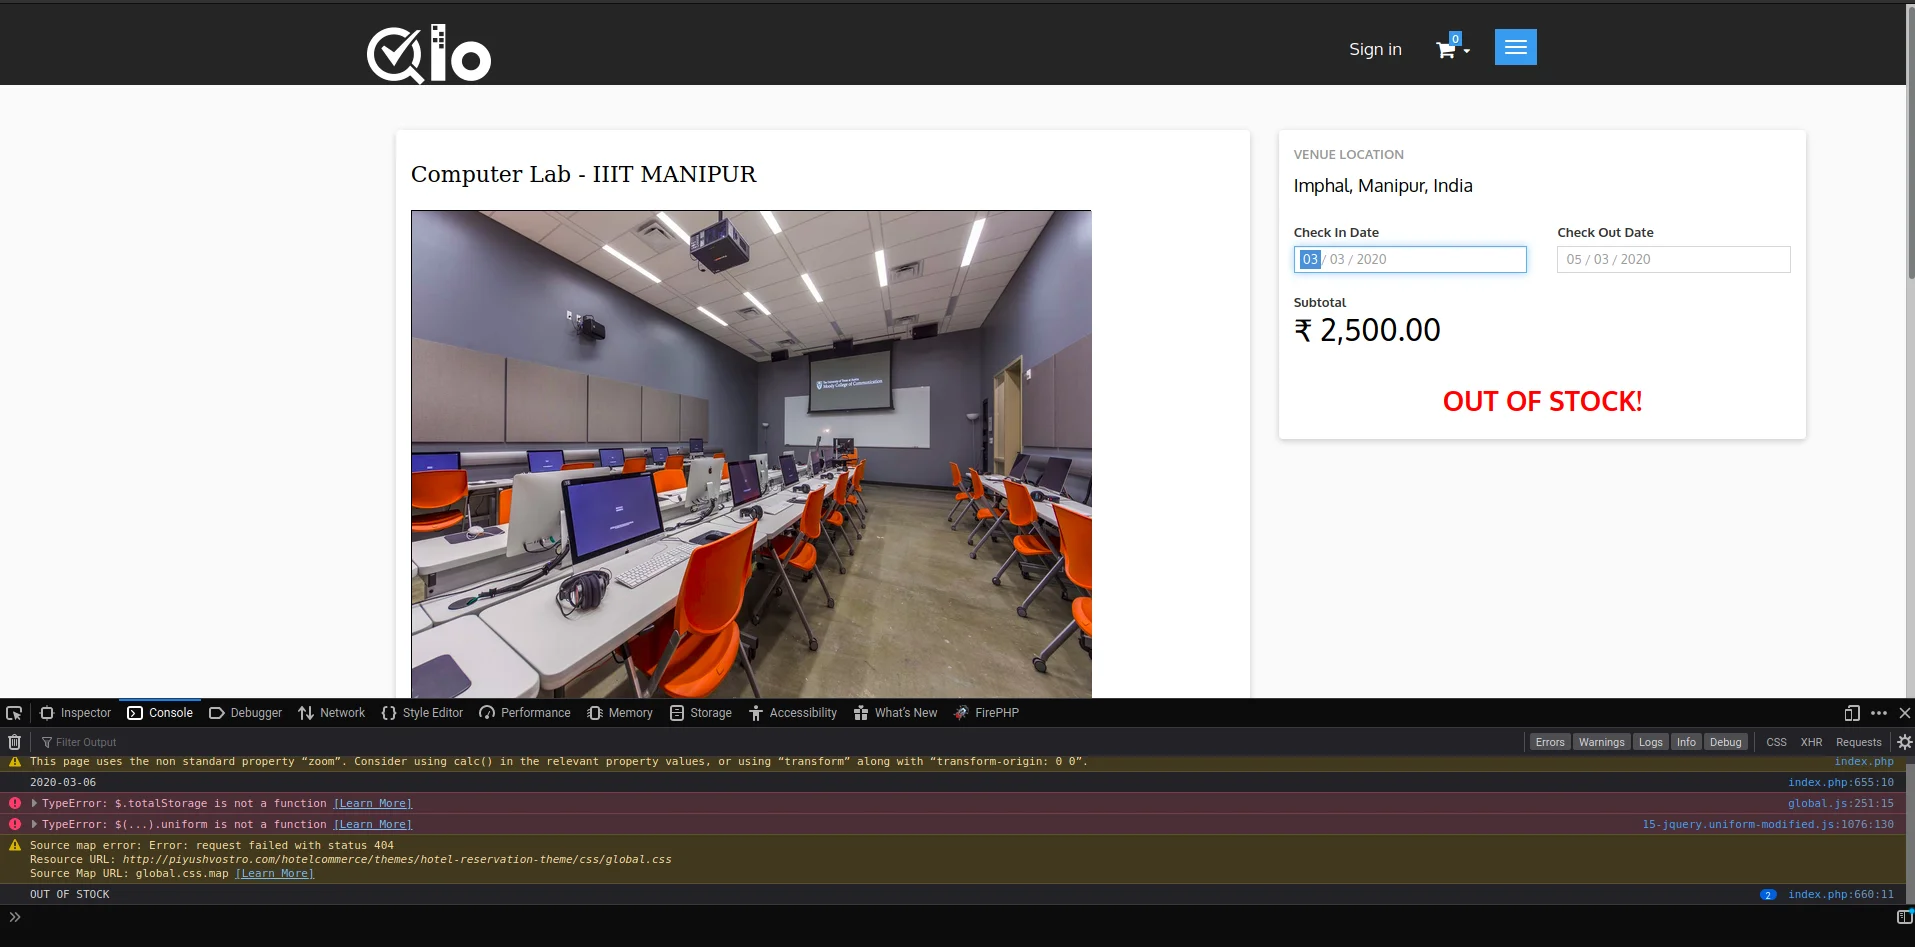 Qlo
Sign in
0
Computer Lab - IIIT MANIPUR
VENUE LOCATION
Imphal, Manipur, India
Check In Date Check Out Date
03 / 03 / 2020 05 / 03 / 2020
Subtotal
₹ 2,500.00
OUT OF STOCK!
Moody College of Communication
Inspector Console Debugger Network Style Editor Performance Memory Storage Accessibility What's New FirePHP
Filter Output Errors Warnings Logs Info Debug CSS XHR Requests
This page uses the non standard property “zoom”. Consider using calc() in the relevant property values, or using “transform” along with “transform-origin: 0 0”. index.php
2020-03-06 index.php:655:10
TypeError: $.totalStorage is not a function [Learn More] global.js:251:15
TypeError: $(...).uniform is not a function [Learn More] 15-jquery.uniform-modified.js:1076:130
Source map error: Error: request failed with status 404
Resource URL: http://piyushvostro.com/hotelcommerce/themes/hotel-reservation-theme/css/global.css
Source Map URL: global.css.map [Learn More]
OUT OF STOCK 2 index.php:660:11